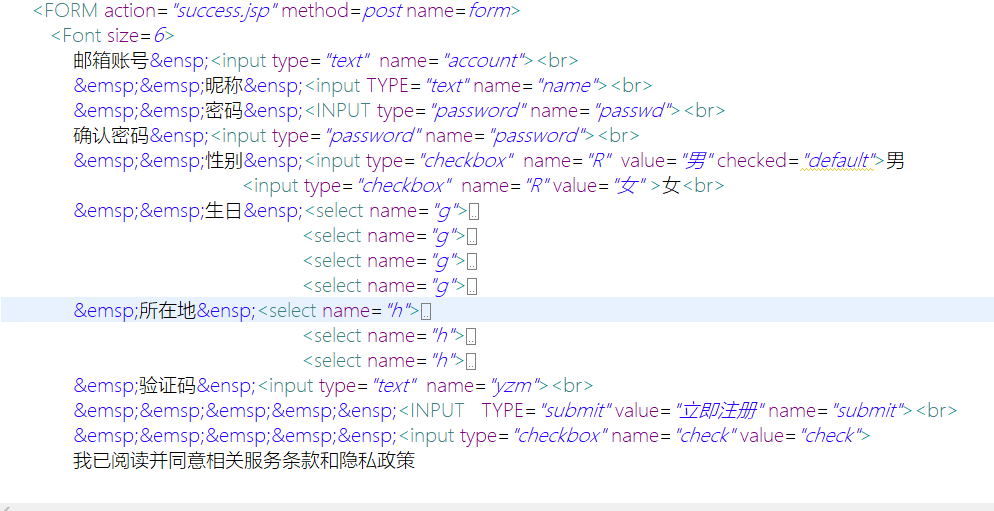 <FORM action="success.jsp" method=post name=form>
<Font size=6>
邮箱账号&ensp;<input type="text" name="account"><br>
&emsp;&emsp;昵称&ensp;<input TYPE="text" name="name"><br>
&emsp;&emsp;密码&ensp;<INPUT type="password" name="passwd"><br>
确认密码&ensp;<input type="password" name="password"><br>
&emsp;&emsp;性别&ensp;<input type="checkbox" name="R" value="男" checked="default">男
<input type="checkbox" name="R" value="女" >女<br>
&emsp;&emsp;生日&ensp;<select name="g">
<select name="g">
<select name="g">
<select name="g">
&emsp;所在地&ensp;<select name="h">
<select name="h">
<select name="h">
&emsp;验证码&ensp;<input type="text" name="yzm"><br>
&emsp;&emsp;&emsp;&emsp;&ensp;<INPUT TYPE="submit" value="立即注册" name="submit"><br>
&emsp;&emsp;&emsp;&emsp;&ensp;<input type="checkbox" name="check" value="check">
我已阅读并同意相关服务条款和隐私政策